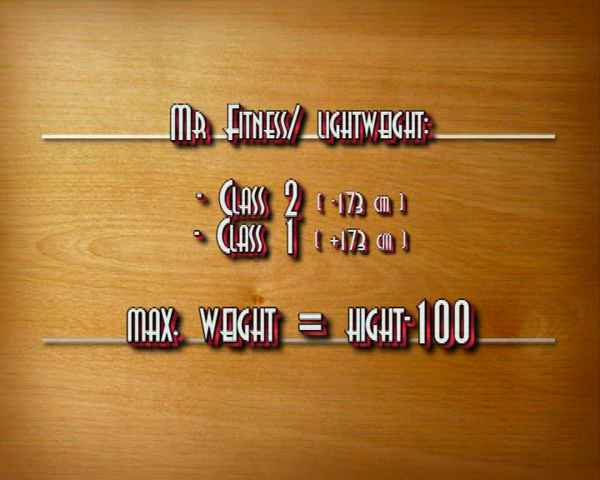 Mr Fitness/ lightweight:
- Class 2 ( -173 cm )
- Class 1 ( +173 cm )
max. weight = hight-100